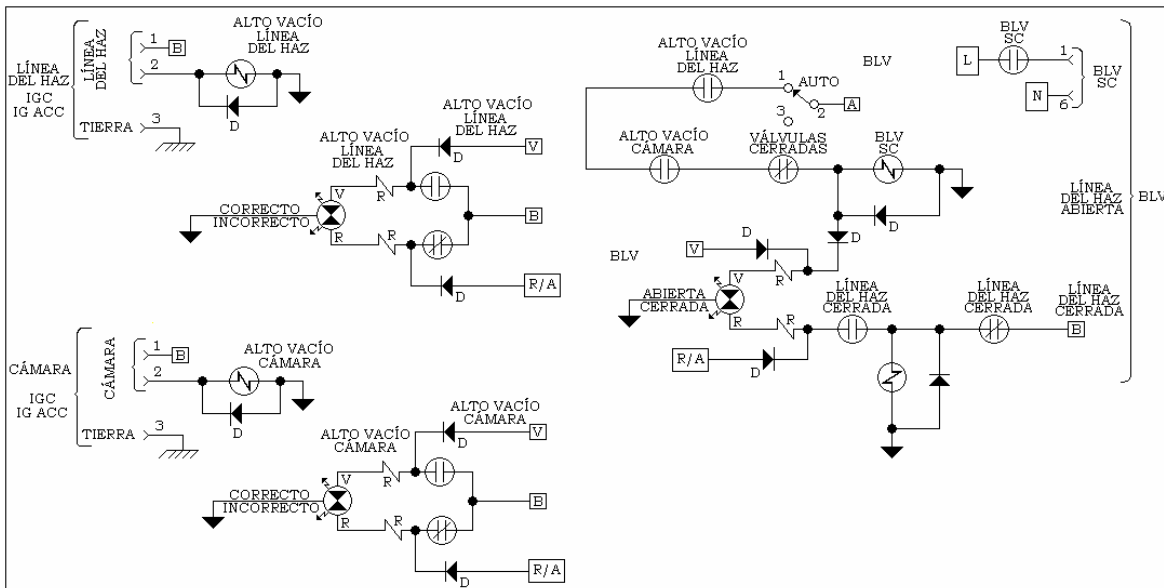 LÍNEA
DEL HAZ
IGC
IG ACC
LÍNEA
DEL HAZ
1
B
2
TIERRA
3
ALTO VACÍO
LÍNEA
DEL HAZ
D
ALTO VACÍO
LÍNEA
DEL HAZ
ALTO VACÍO
LÍNEA
DEL HAZ
D
V
R
V
CORRECTO
INCORRECTO
R
R
B
D
R/A
CÁMARA
IGC
IG ACC
CÁMARA
1
B
2
TIERRA
3
ALTO VACÍO
CÁMARA
D
ALTO VACÍO
CÁMARA
ALTO VACÍO
CÁMARA
D
V
R
V
CORRECTO
INCORRECTO
R
R
B
D
R/A
ALTO VACÍO
LÍNEA
DEL HAZ
BLV
1
AUTO
2
A
3
ALTO VACÍO
CÁMARA
VÁLVULAS
CERRADAS
BLV
SC
D
D
BLV
SC
L
1
N
6
BLV
SC
LÍNEA
DEL HAZ
ABIERTA
BLV
BLV
V
D
R
V
ABIERTA
CERRADA
R
R
R/A
D
LÍNEA
DEL HAZ
CERRADA
LÍNEA
DEL HAZ
CERRADA
LÍNEA
DEL HAZ
CERRADA
B